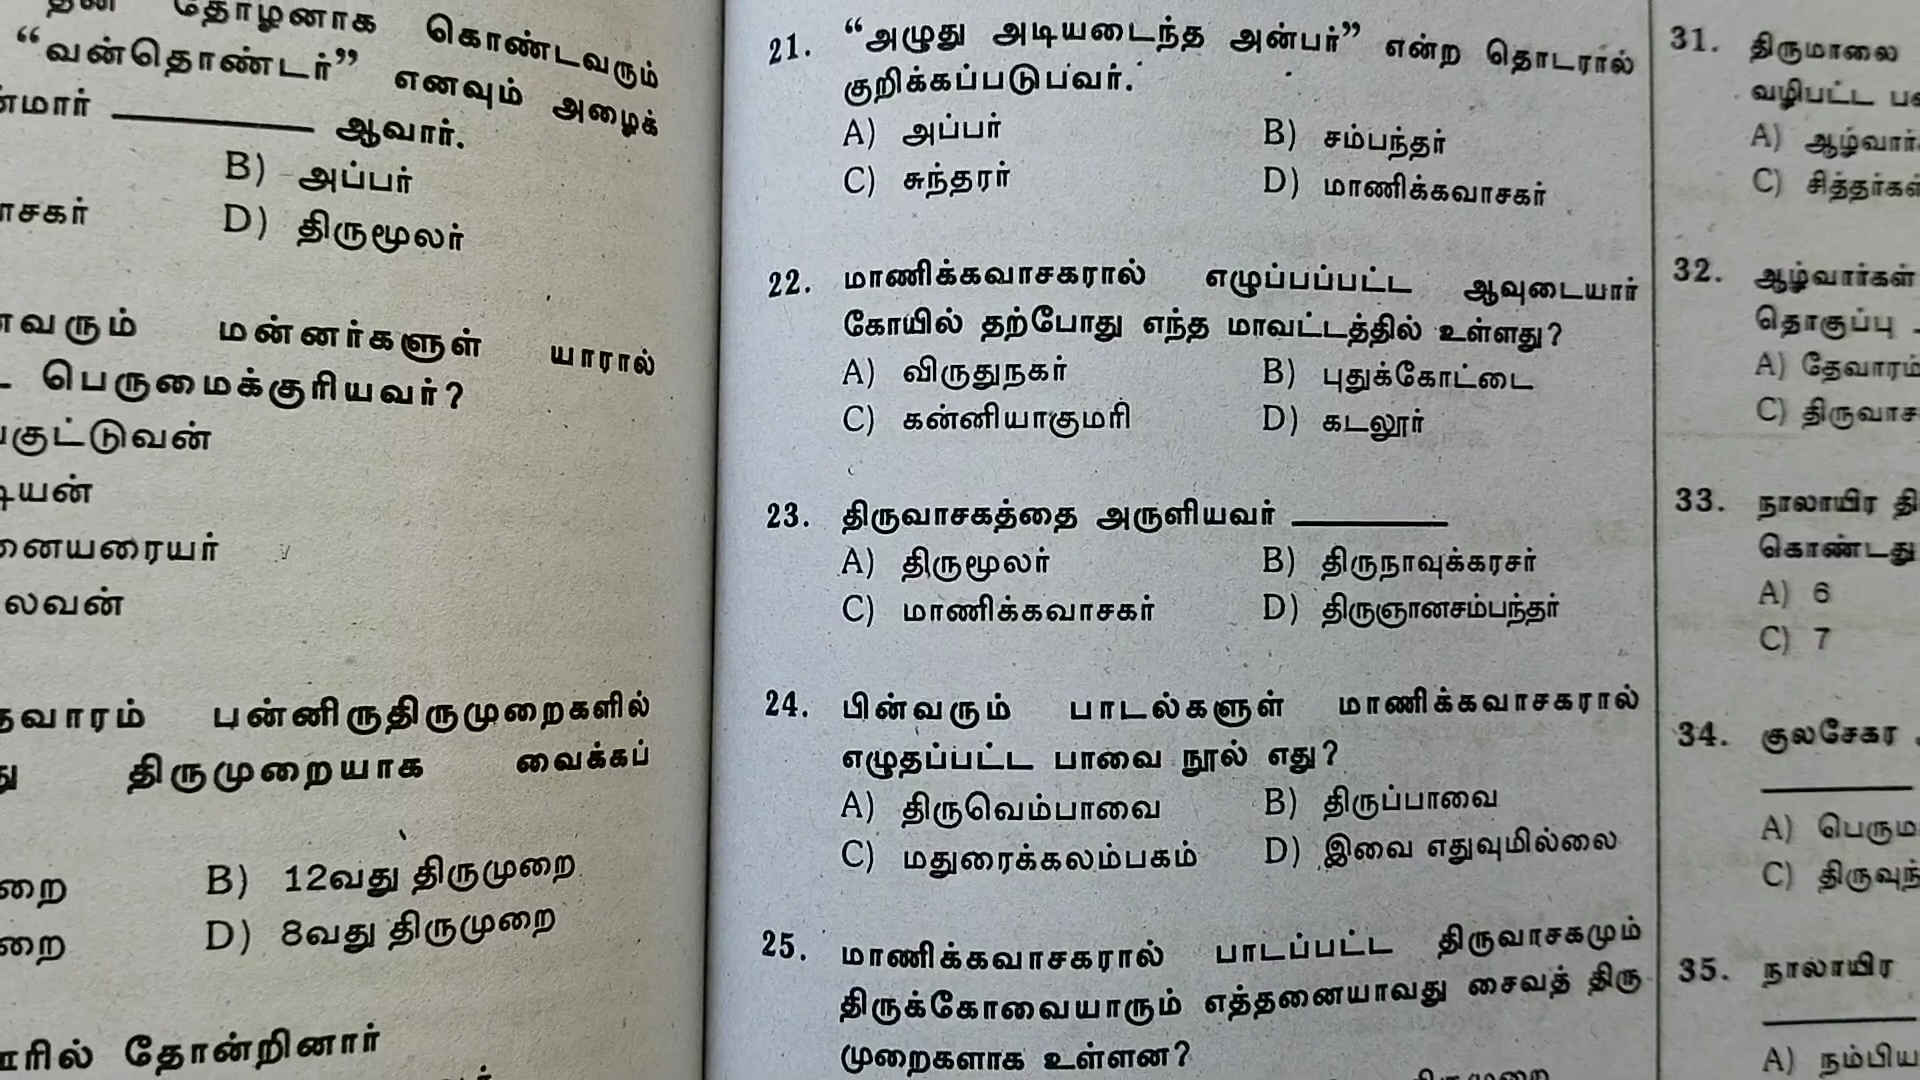 தோழனாக கொண்டவரும்
“வன்தொண்டர்” எனவும் அழைக்
ஆவார்.
B) அப்பர்
D) திருமூலர்
மன்னர்களுள் யாரால்
பெருமைக்குரியவர்?
புன்னிருதிருமுறைகளில்
திருமுறையாக வைக்கப்
B) 12வது திருமுறை
D) 8வது திருமுறை
தோன்றினார்
21. “அழுது அடியடைந்த அன்பர்” என்ற தொடரால்
குறிக்கப்படுபவர்.
A) அப்பர் B) சம்பந்தர்
C) சுந்தரர் D) மாணிக்கவாசகர்
22. மாணிக்கவாசகரால் எழுப்பப்பட்ட ஆவுடையார்
கோயில் தற்போது எந்த மாவட்டத்தில் உள்ளது?
A) விருதுநகர் B) புதுக்கோட்டை
C) கன்னியாகுமரி D) கடலூர்
23. திருவாசகத்தை அருளியவர்
A) திருமூலர் B) திருநாவுக்கரசர்
C) மாணிக்கவாசகர் D) திருஞானசம்பந்தர்
24. பின்வரும் பாடல்களுள் மாணிக்கவாசகரால்
எழுதப்பட்ட பாவை நூல் எது?
A) திருவெம்பாவை B) திருப்பாவை
C) மதுரைக்கலம்பகம் D) இவை எதுவுமில்லை
25. மாணிக்கவாசகரால் பாடப்பட்ட திருவாசகமும்
திருக்கோவையாரும் எத்தனையாவது சைவத் திரு
முறைகளாக உள்ளன?
31. திருமாலை
வழிபட்ட
A)
C)
32. ஆழ்வார்கள்
தொகுப்பு
A)
C)
33. நாலாயிர
கொண்டது
A) 6
C) 7
34. குலசேகர
A)
C)
35. நாலாயிர
A)